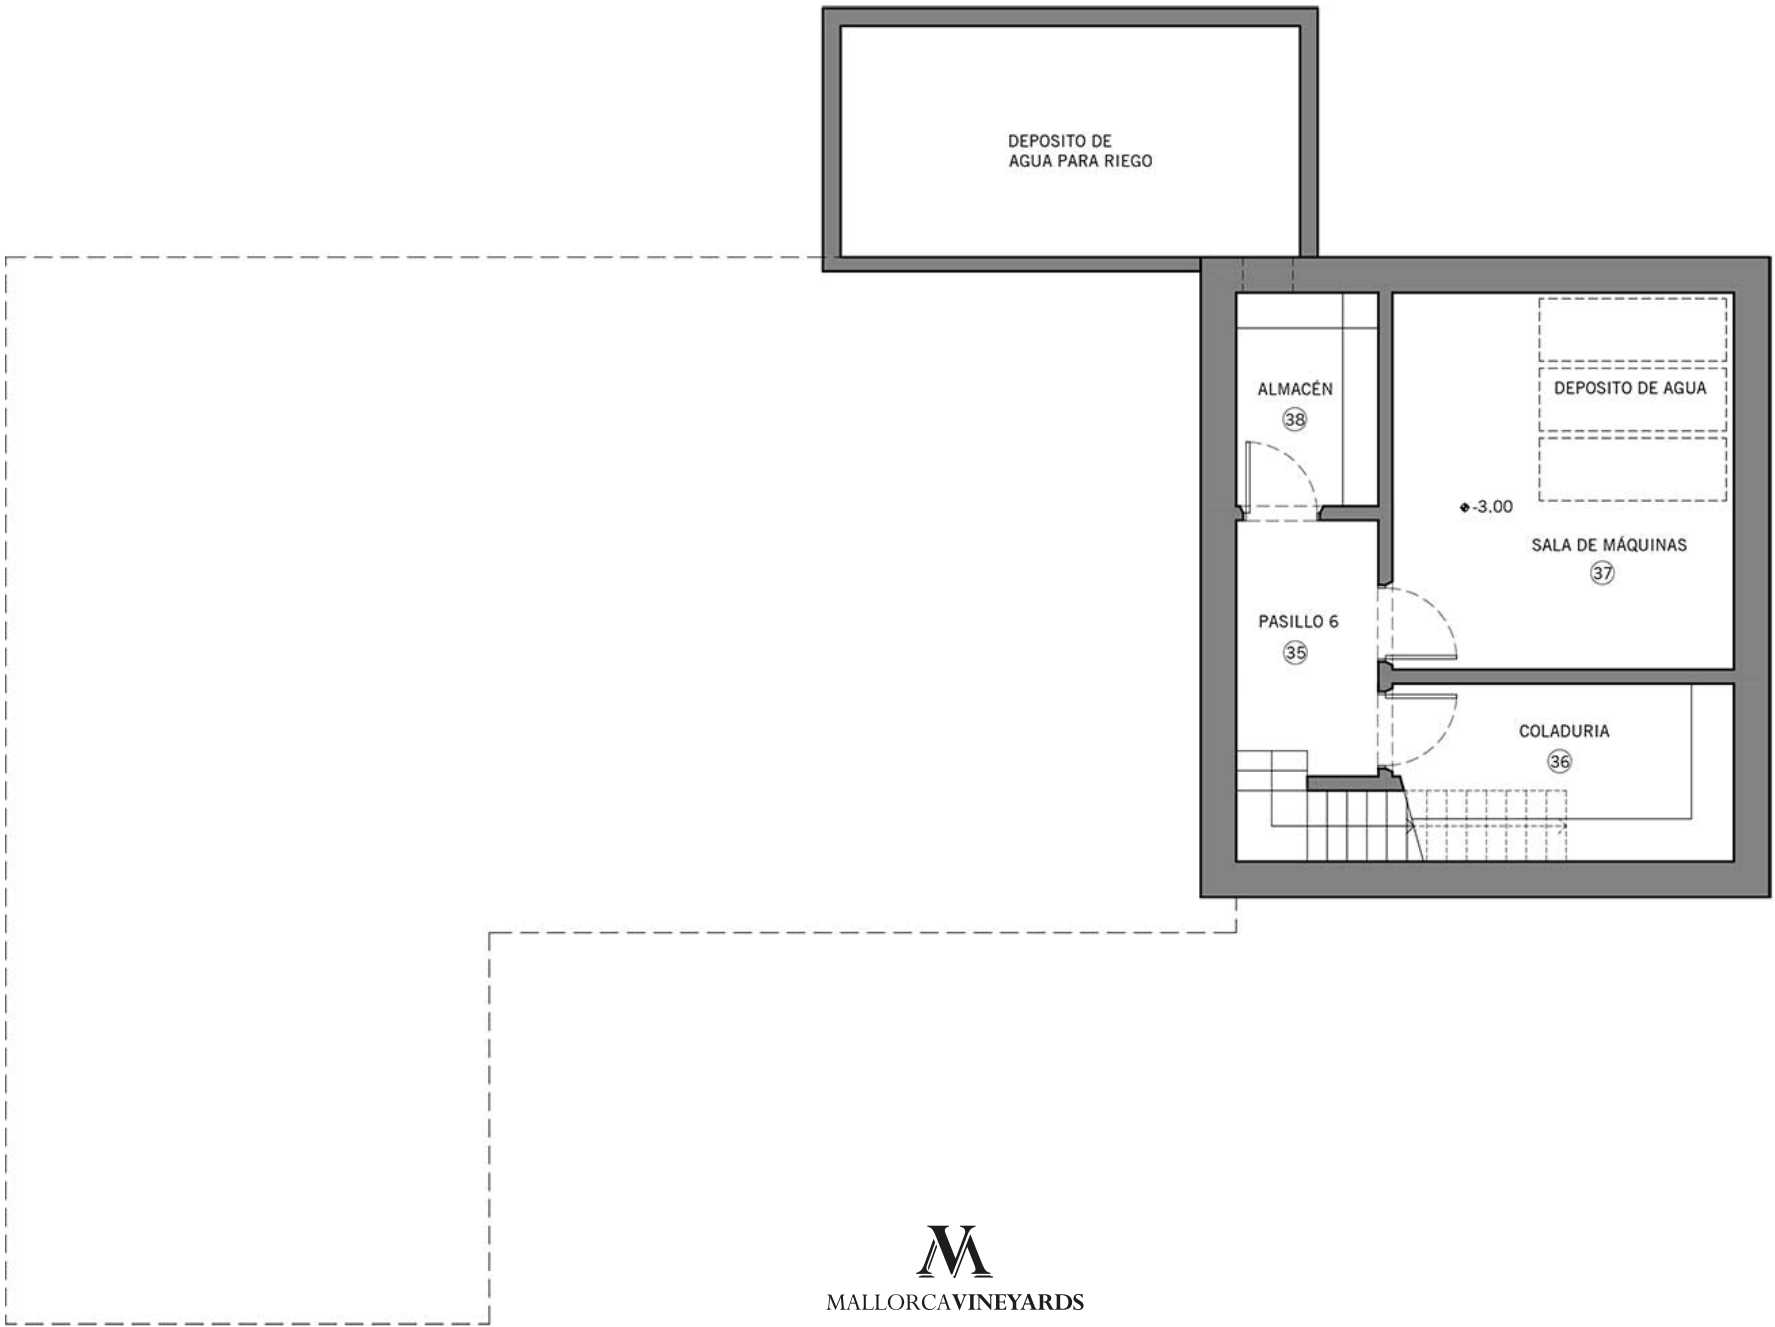 DEPOSITO DE
AGUA PARA RIEGO
ALMACÉN
38
DEPOSITO DE AGUA
-3.00
SALA DE MÁQUINAS
37
PASILLO 6
35
COLADURIA
36
VM
MALLORCAVINEYARDS